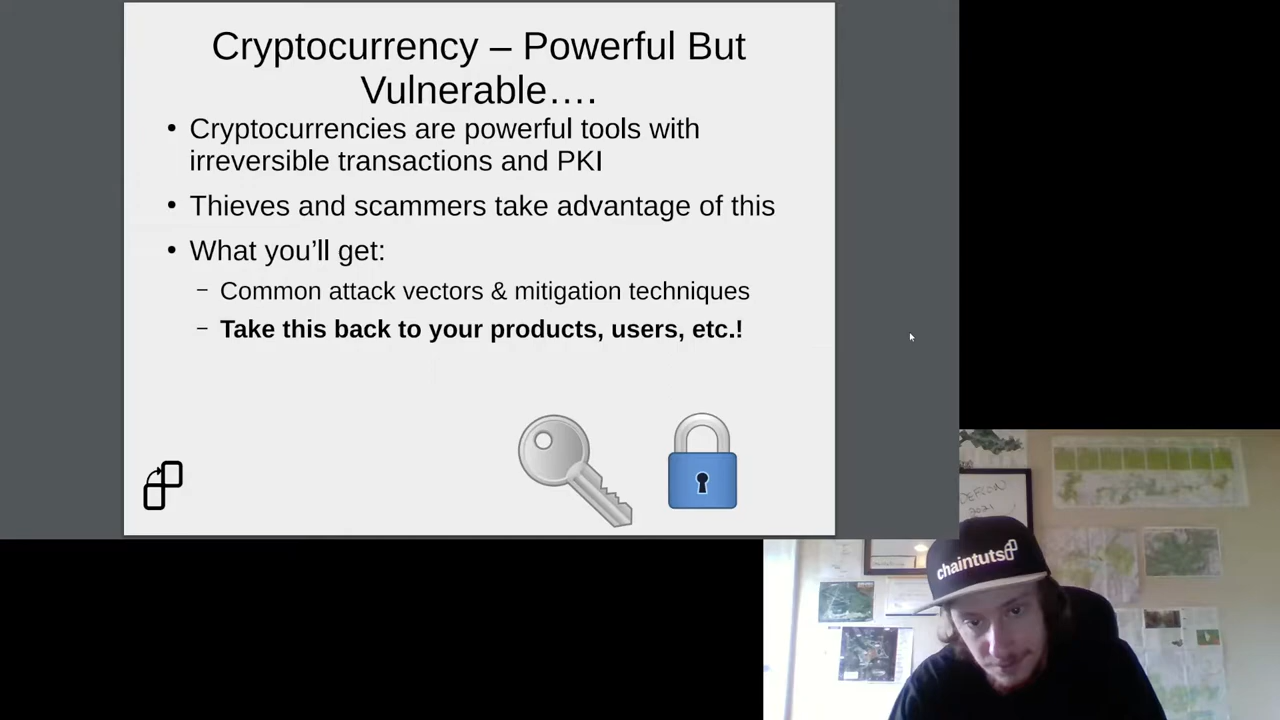 Cryptocurrency – Powerful But
Vulnerable….
• Cryptocurrencies are powerful tools with
irreversible transactions and PKI
• Thieves and scammers take advantage of this
• What you’ll get:
– Common attack vectors & mitigation techniques
– Take this back to your products, users, etc.!
DEFCON
2021
chaintuts